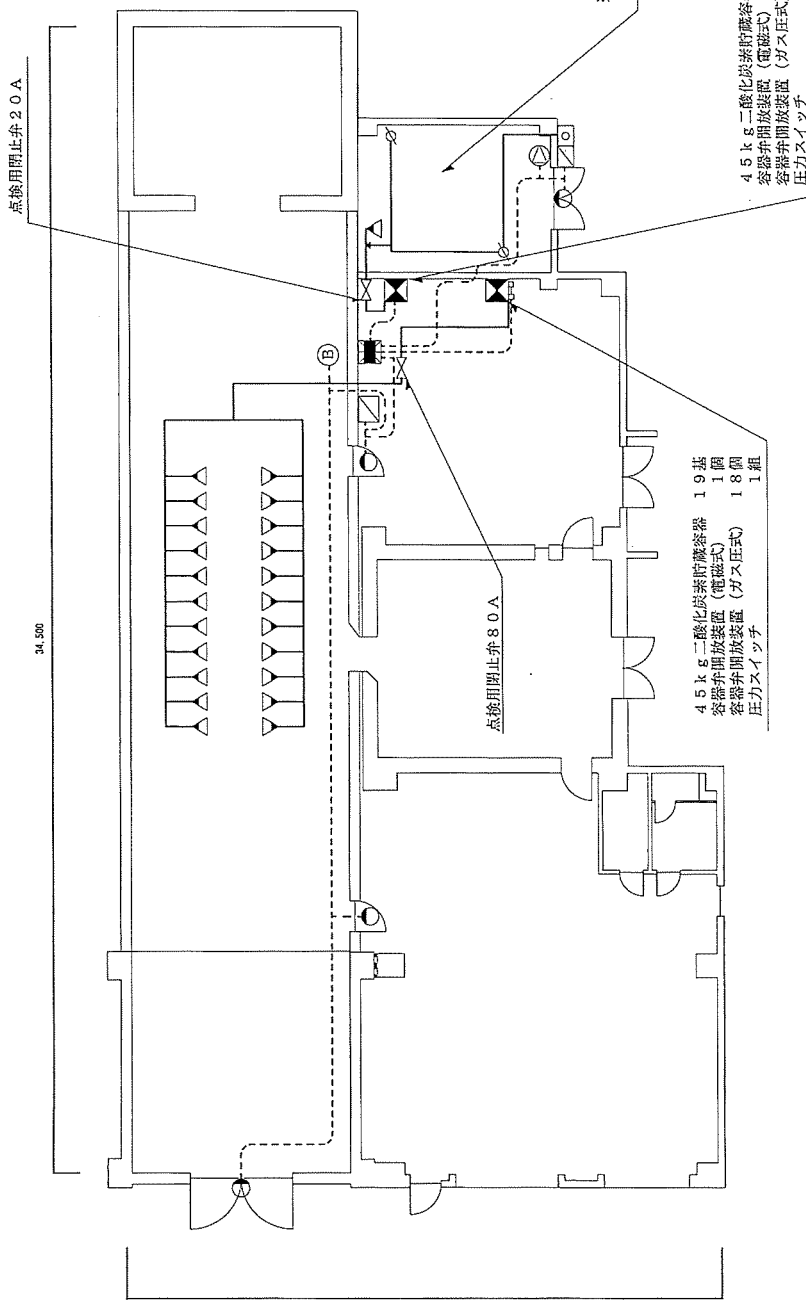 34,500
点検用閉止弁20A
45kg二酸化炭素貯蔵容
容器弁開放装置（電磁式）
容器弁開放装置（ガス圧式
圧力スイッチ
B
点検用閉止弁80A
45kg二酸化炭素貯蔵容器 19基
容器弁開放装置（電磁式） 1個
容器弁開放装置（ガス圧式） 18個
圧力スイッチ 1組